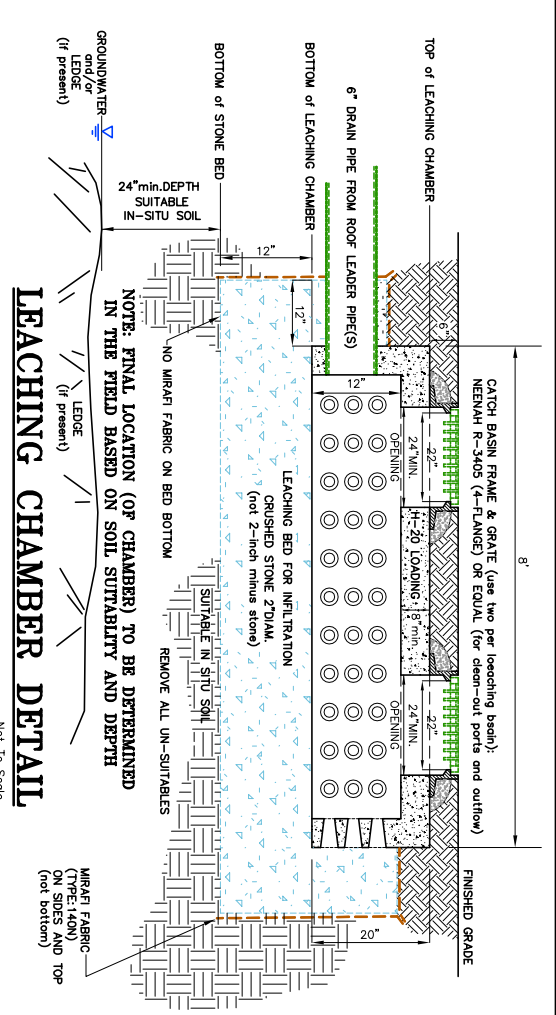 CATCH BASIN FRAME & GRATE (use two per loeaching basin);
NEENAH R-3405 (4-FLANGE) OR EQUAL (for clean-out ports and outflow)
8'
FINISHED GRADE
TOP of LEACHING CHAMBER
6"
22"
24"MIN.
OPENING
H-20 LOADING
8"min
22"
24"MIN.
OPENING
6" DRAIN PIPE FROM ROOF LEADER PIPE(S)
12"
20"
BOTTOM of LEACHING CHAMBER
12"
12"
LEACHING BED FOR INFILTRATION
CRUSHED STONE 2"DIAM.
(not 2-inch minus stone)
BOTTOM of STONE BED
SUITABLE IN SITU SOIL
24"min.DEPTH
SUITABLE
IN-SITU SOIL
NO MIRAFI FABRIC ON BED BOTTOM
REMOVE ALL UN-SUITABLES
MIRAFI FABRIC
(TYPE:140N)
ON SIDES AND TOP
(not bottom)
NOTE: FINAL LOCATION (OF CHAMBER) TO BE DETERMINED
IN THE FIELD BASED ON SOIL SUITABLITY AND DEPTH
GROUNDWATER
and/or
LEDGE
(if present)
LEDGE
(if present)
LEACHING CHAMBER DETAIL
Not To Scale